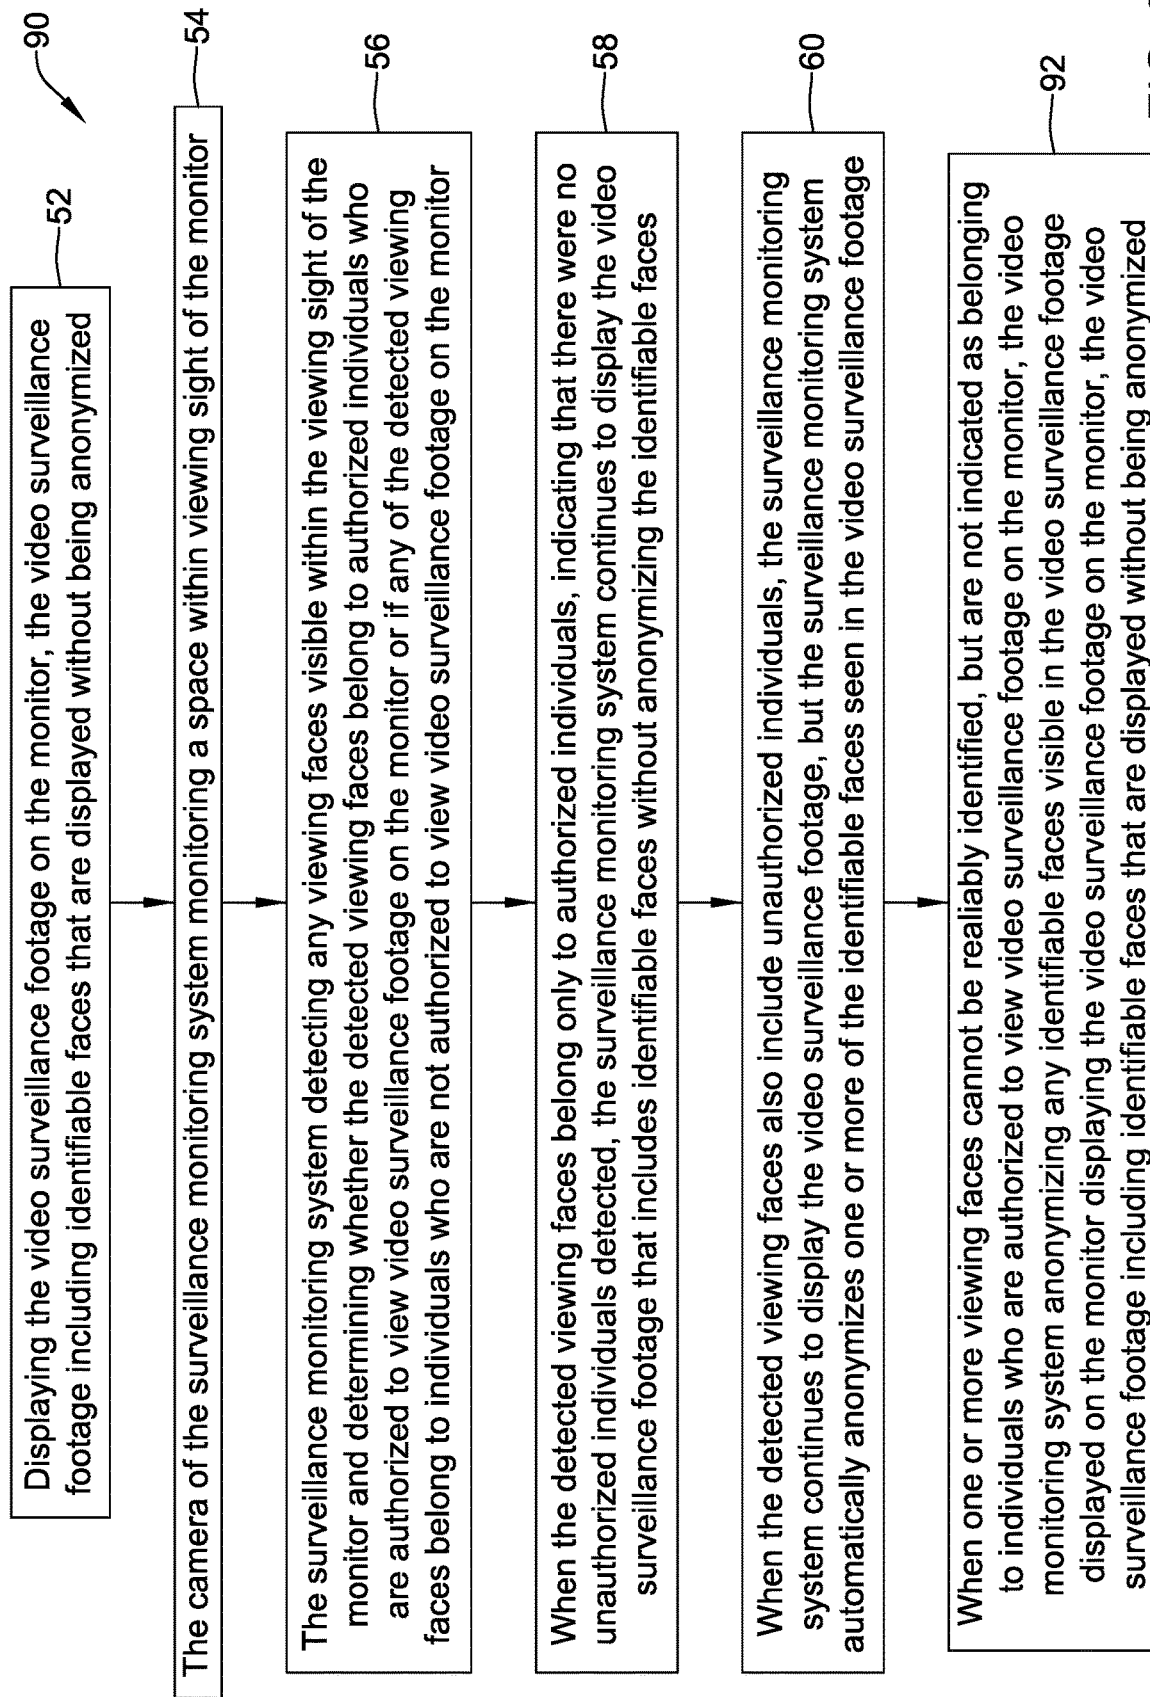 90
52
Displaying the video surveillance footage on the monitor, the video surveillance
footage including identifiable faces that are displayed without being anonymized
54
The camera of the surveillance monitoring system monitoring a space within viewing sight of the monitor
56
The surveillance monitoring system detecting any viewing faces visible within the viewing sight of the
monitor and determining whether the detected viewing faces belong to authorized individuals who
are authorized to view video surveillance footage on the monitor or if any of the detected viewing
faces belong to individuals who are not authorized to view video surveillance footage on the monitor
58
When the detected viewing faces belong only to authorized individuals, indicating that there were no
unauthorized individuals detected, the surveillance monitoring system continues to display the video
surveillance footage that includes identifiable faces without anonymizing the identifiable faces
60
When the detected viewing faces also include unauthorized individuals, the surveillance monitoring
system continues to display the video surveillance footage, but the surveillance monitoring system
automatically anonymizes one or more of the identifiable faces seen in the video surveillance footage
92
When one or more viewing faces cannot be realiably identified, but are not indicated as belonging
to individuals who are authorized to view video surveillance footage on the monitor, the video
monitoring system anonymizing any identifiable faces visible in the video surveillance footage
displayed on the monitor displaying the video surveillance footage on the monitor, the video
surveillance footage including identifiable faces that are displayed without being anonymized